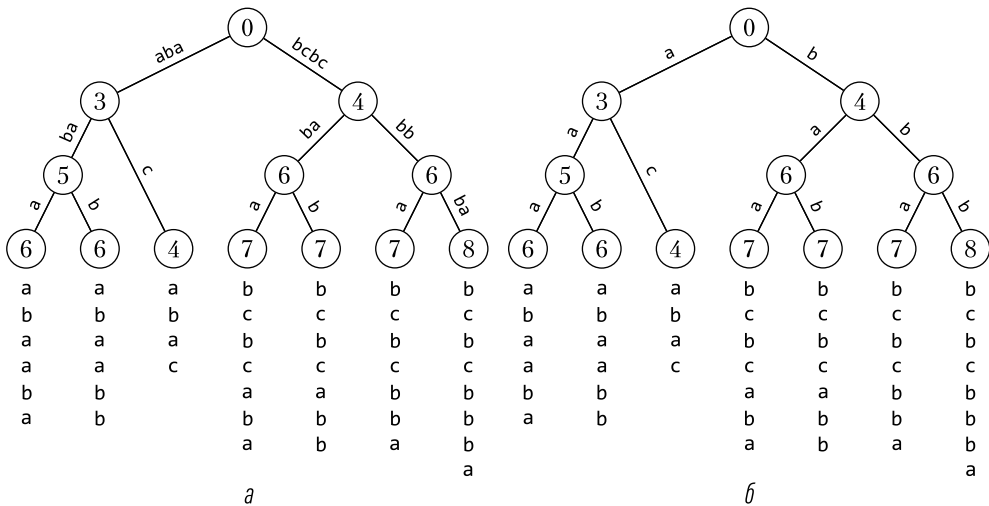 0 0
aba bcbc a b
3 4 3 4
ba c ba bb a c a b
5 6 6 5 6 6
a b a b a ba a b a b a b
6 6 4 7 7 7 8 6 6 4 7 7 7 8
a a a b b b b a a a b b b b
b b b c c c c b b b c c c c
a a a b b b b a a a b b b b
a a c c c c c a a c c c c c
b b a a b b b b a a b b
a b b b b b a b b b b b
a b a b a b a b
a a
а б